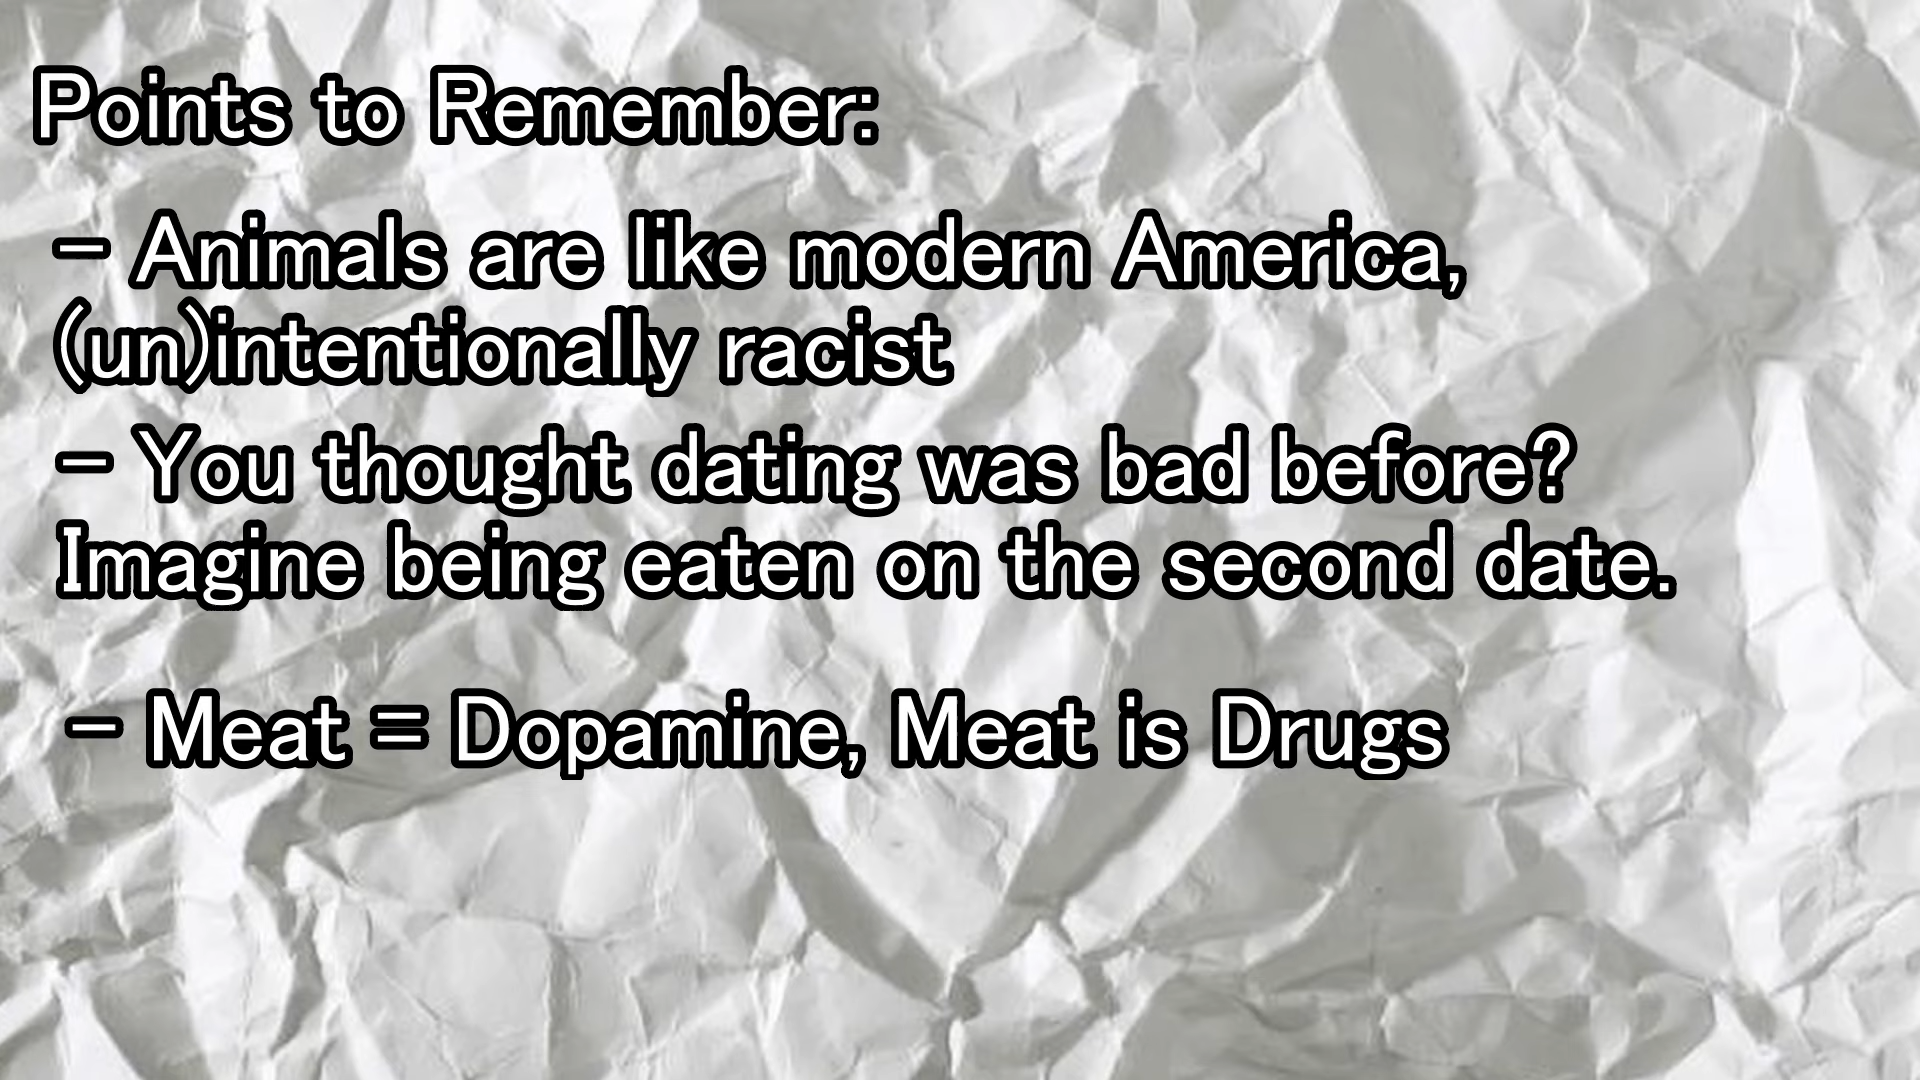 Points to Remember:
- Animals are like modern America,
(un)intentionally racist
- You thought dating was bad before?
Imagine being eaten on the second date.
- Meat = Dopamine, Meat is Drugs